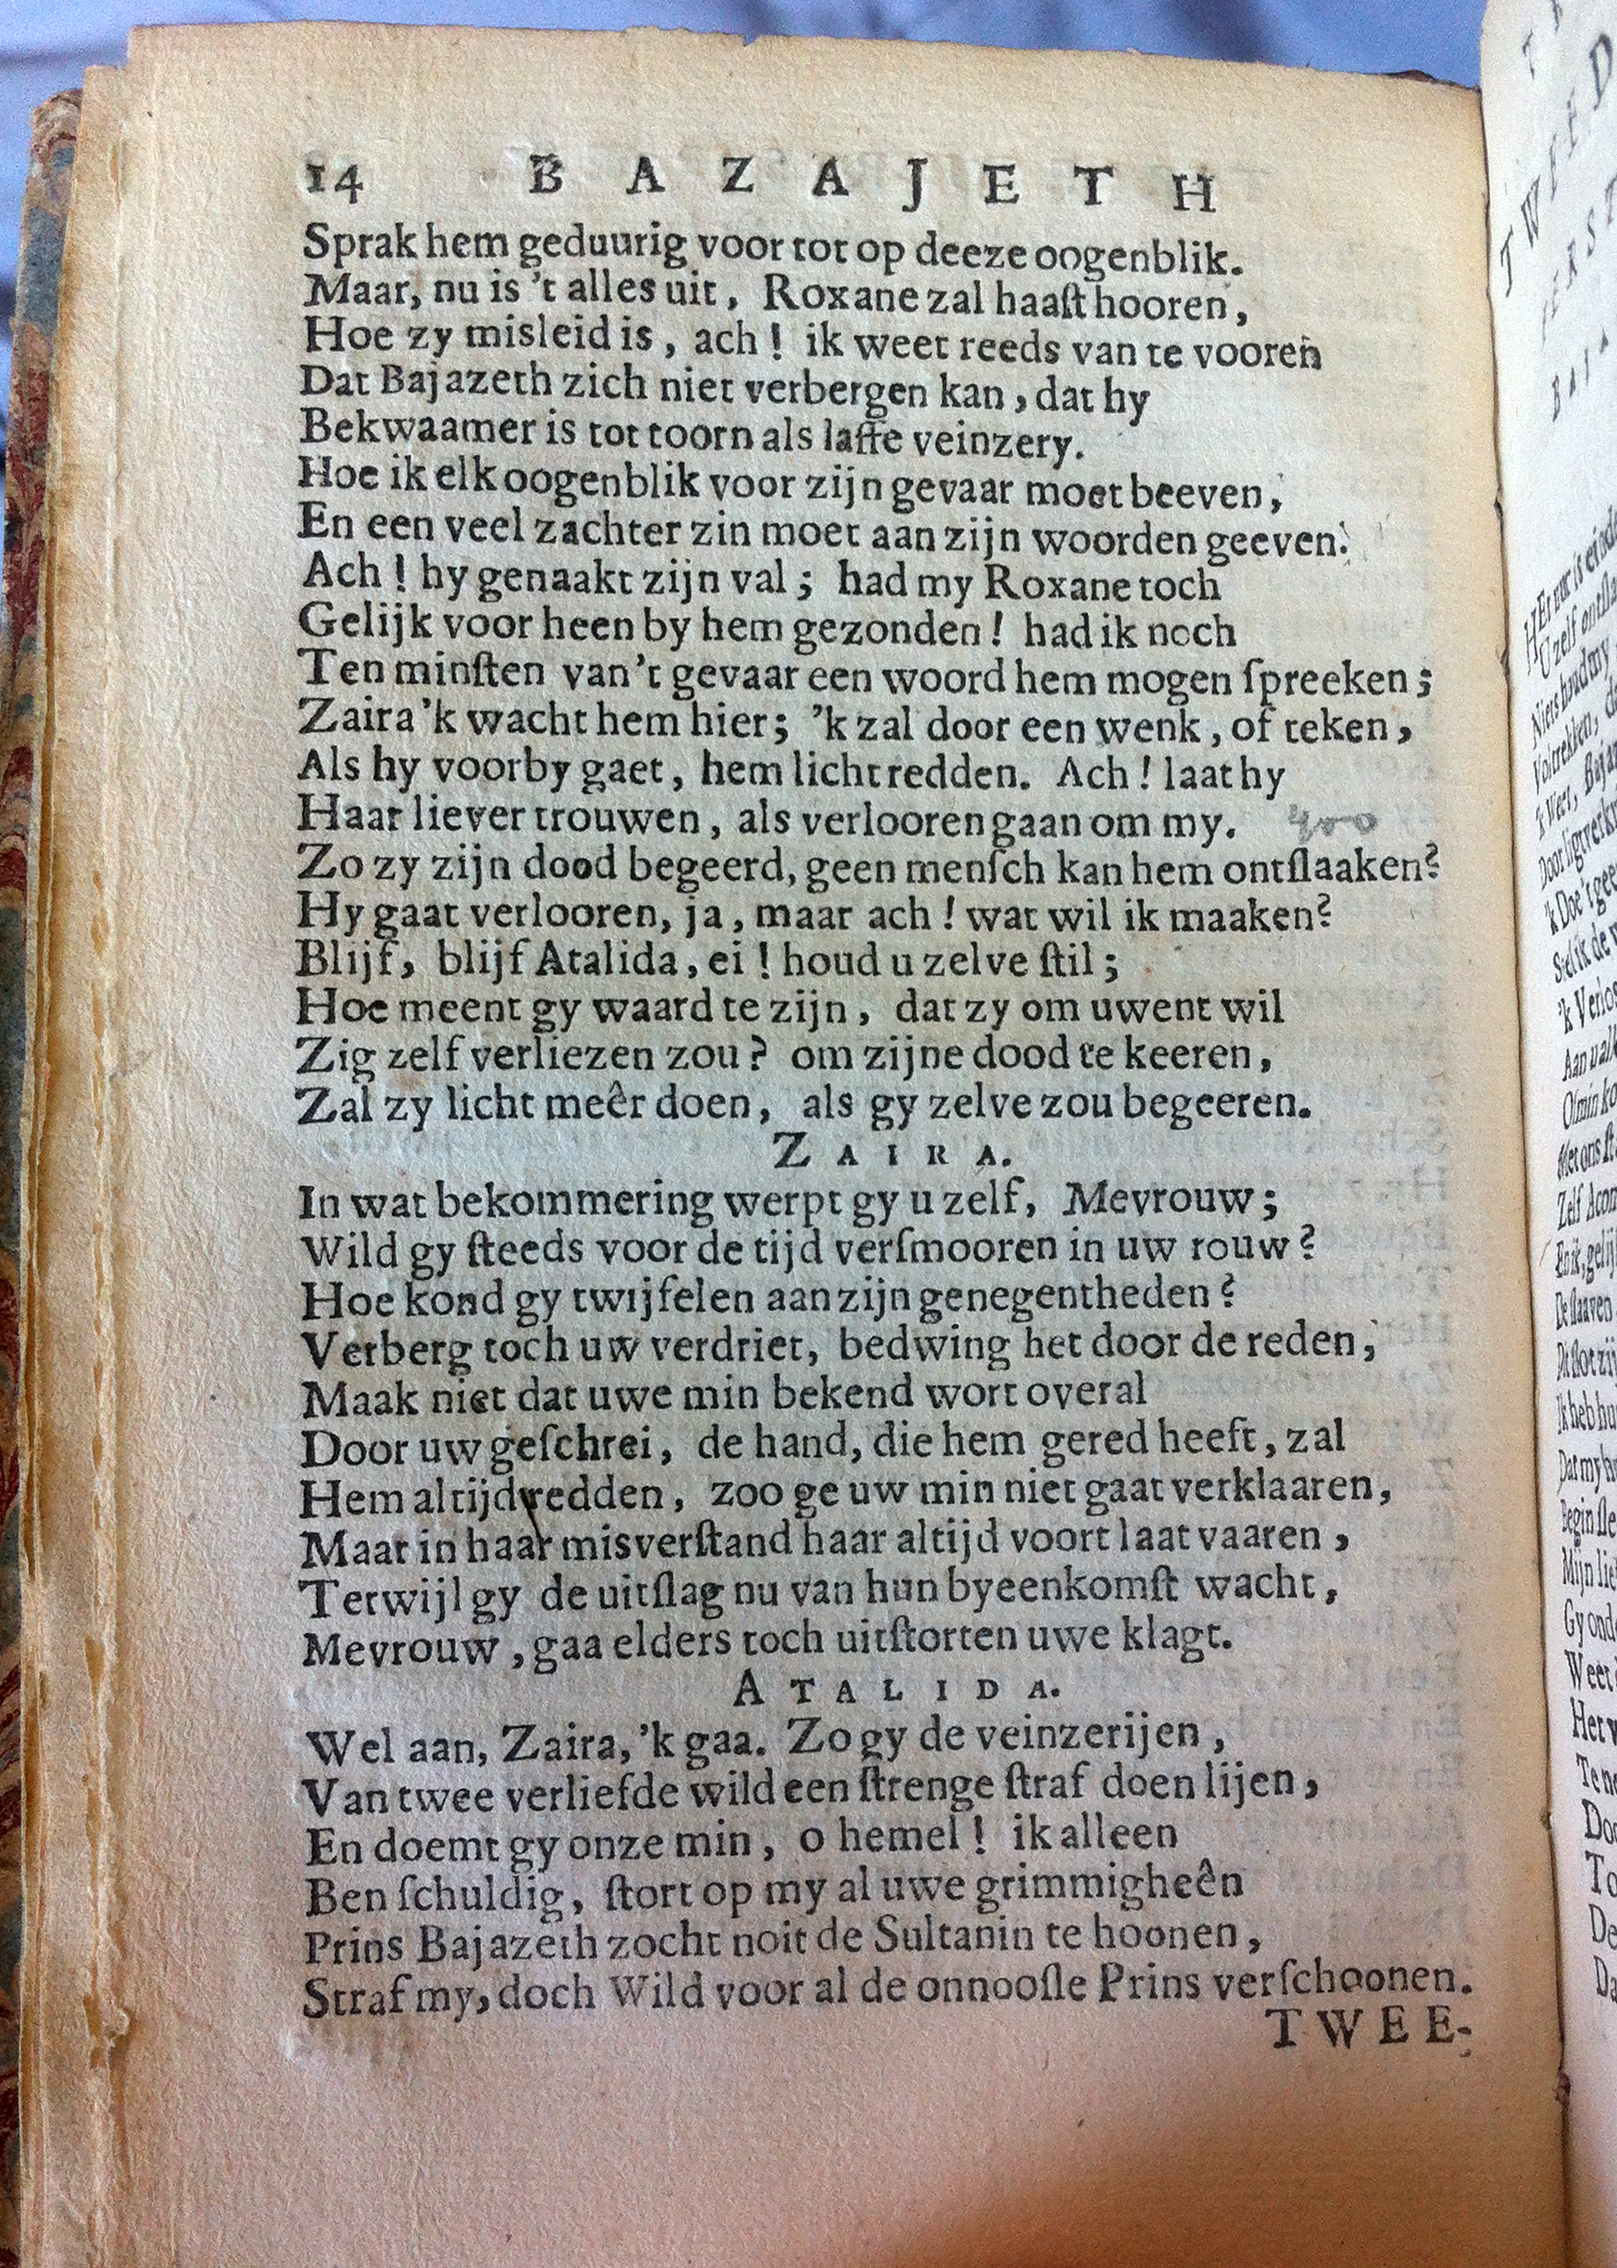 14 BAZAJETH
Sprak hem geduurig voor tot op deeze oogenblik.
Maar, nu is 't alles uit, Roxane zal haaſt hooren,
Hoe zy misleid is, ach! ik weet reeds van te vooren
Dat Bajazeth zich niet verbergen kan, dat hy
Bekwaamer is tot toorn als laffe veinzery.
Hoe ik elk oogenblik voor zijn gevaar moet beeven,
En een veel zachter zin moet aan zijn woorden geeven.
Ach! hy genaakt zijn val; had my Roxane toch
Gelijk voor heen by hem gezonden! had ik noch
Ten minſten van 't gevaar een woord hem mogen ſpreeken;
Zaira 'k wacht hem hier; 'k zal door een wenk, of teken,
Als hy voorby gaet, hem licht redden. Ach! laat hy
Haar liever trouwen, als verlooren gaan om my. 400
Zo zy zijn dood begeerd, geen menſch kan hem ontſlaaken?
Hy gaat verlooren, ja, maar ach! wat wil ik maaken?
Blijf, blijf Atalida, ei! houd u zelve ſtil;
Hoe meent gy waard te zijn, dat zy om uwent wil
Zig zelf verliezen zou? om zijne dood te keeren,
Zal zy licht meêr doen, als gy zelve zou begeeren.
ZAIRA.
In wat bekommering werpt gy u zelf, Mevrouw;
Wild gy ſteeds voor de tijd verſmooren in uw rouw?
Hoe kond gy twijfelen aan zijn genegentheden?
Verberg toch uw verdriet, bedwing het door de reden,
Maak niet dat uwe min bekend wort overal
Door uw geſchrei, de hand, die hem gered heeft, zal
Hem altijd redden, zoo ge uw min niet gaat verklaaren,
Maar in haar misverſtand haar altijd voort laat vaaren,
Terwijl gy de uitſlag nu van hun byeenkomſt wacht,
Mevrouw, gaa elders toch uitſtorten uwe klagt.
ATALIDA.
Wel aan, Zaira, 'k gaa. Zo gy de veinzerijen,
Van twee verliefde wild een ſtrenge ſtraf doen lijen,
En doemt gy onze min, o hemel! ik alleen
Ben ſchuldig, ſtort op my al uwe grimmigheên
Prins Bajazeth zocht noit de Sultanin te hoonen,
Straf my, doch Wild voor al de onnooſle Prins verſchoonen.
TWEE-